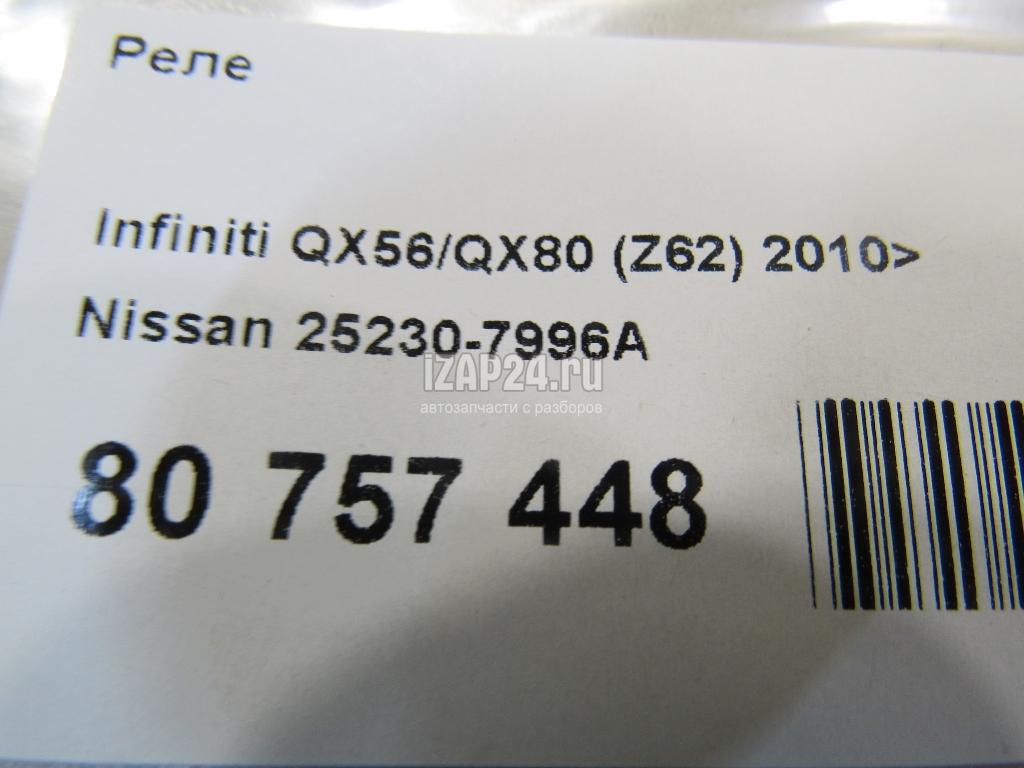 Реле
Infiniti QX56/QX80 (Z62) 2010>
Nissan 25230-7996A
iZAP24.ru
автозапчасти с разборов
80 757 448